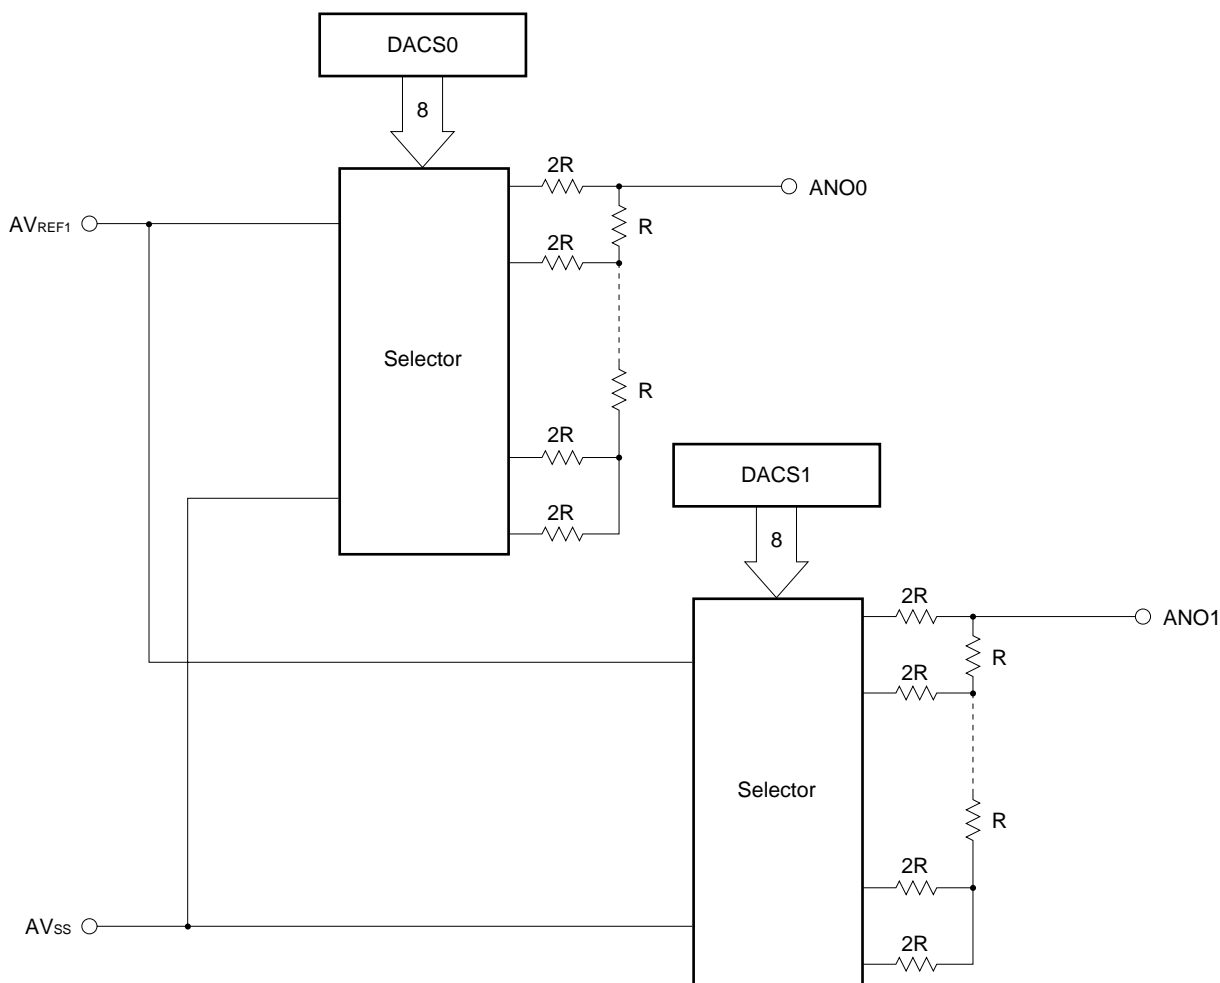 DACS0
8
2R
ANO0
AVREF1
R
2R
Selector
R
2R
DACS1
2R
8
2R
ANO1
R
2R
Selector
R
2R
AVSS
2R